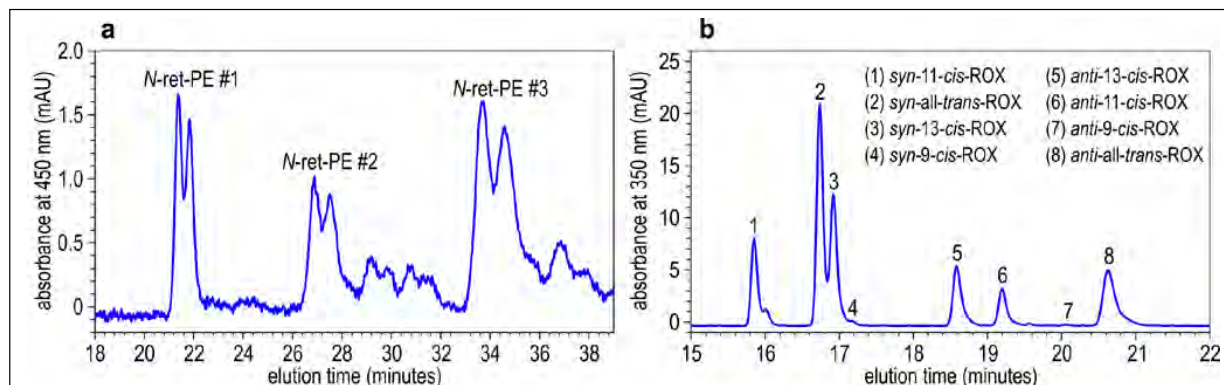 a
absorbance at 450 nm (mAU)
2.0
1.5
1.0
0.5
0
N-ret-PE #1
N-ret-PE #2
N-ret-PE #3
18 20 22 24 26 28 30 32 34 36 38
elution time (minutes)
b
absorbance at 350 nm (mAU)
25
20
15
10
5
0
(1) syn-11-cis-ROX (5) anti-13-cis-ROX
(2) syn-all-trans-ROX (6) anti-11-cis-ROX
(3) syn-13-cis-ROX (7) anti-9-cis-ROX
(4) syn-9-cis-ROX (8) anti-all-trans-ROX
1 2 3 4 5 6 7 8
15 16 17 18 19 20 21 22
elution time (minutes)